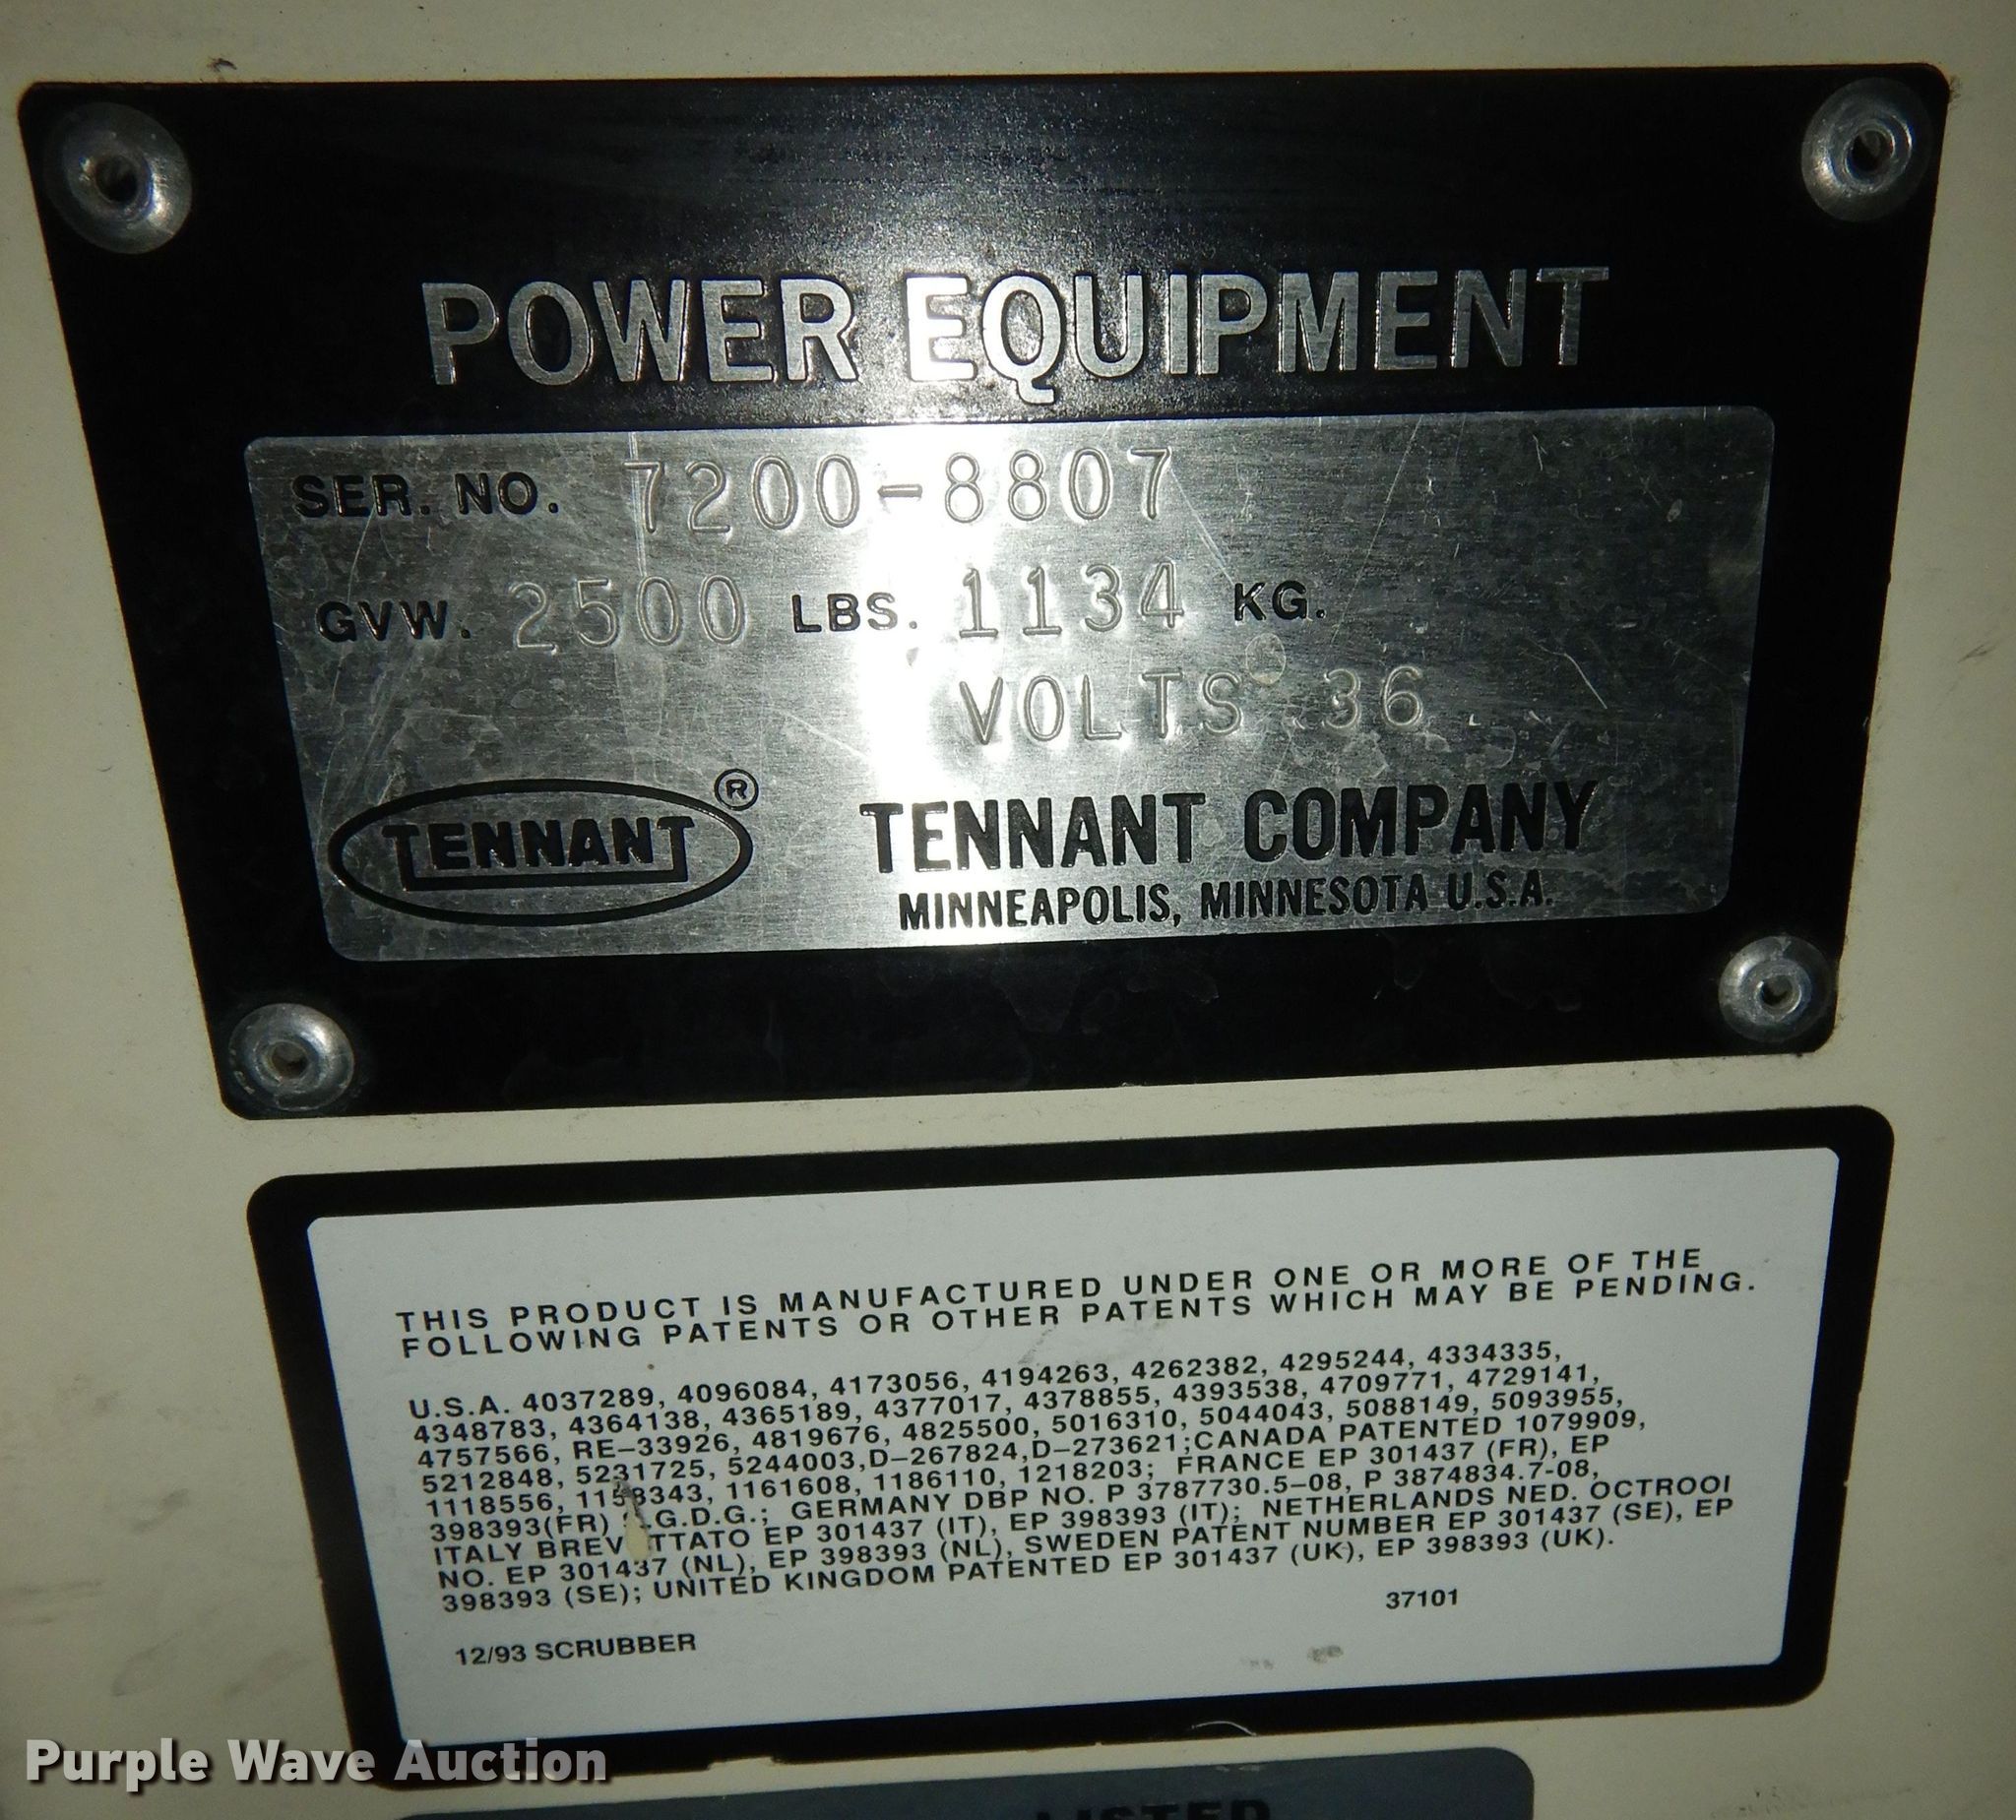 POWER EQUIPMENT
SER. NO. 7200-8807
GVW. 2500 LBS. 1134 KG.
VOLTS 36
TENNANT ®
TENNANT COMPANY
MINNEAPOLIS, MINNESOTA U.S.A.
THIS PRODUCT IS MANUFACTURED UNDER ONE OR MORE OF THE
FOLLOWING PATENTS OR OTHER PATENTS WHICH MAY BE PENDING.
U.S.A. 4037289, 4096084, 4173056, 4194263, 4262382, 4295244, 4334335,
4348783, 4364138, 4365189, 4377017, 4378855, 4393538, 4709771, 4729141,
4757566, RE-33926, 4819676, 4825500, 5016310, 5044043, 5088149, 5093955,
5212848, 5231725, 5244003,D-267824,D-273621;CANADA PATENTED 1079909,
1118556, 1158343, 1161608, 1186110, 1218203; FRANCE EP 301437 (FR), EP
398393(FR) .G.D.G.; GERMANY DBP NO. P 3787730.5-08, P 3874834.7-08,
ITALY BREV TTATO EP 301437 (IT), EP 398393 (IT); NETHERLANDS NED. OCTROOI
NO. EP 301437 (NL), EP 398393 (NL), SWEDEN PATENT NUMBER EP 301437 (SE), EP
398393 (SE); UNITED KINGDOM PATENTED EP 301437 (UK), EP 398393 (UK).
37101
12/93 SCRUBBER
LISTED
Purple Wave Auction